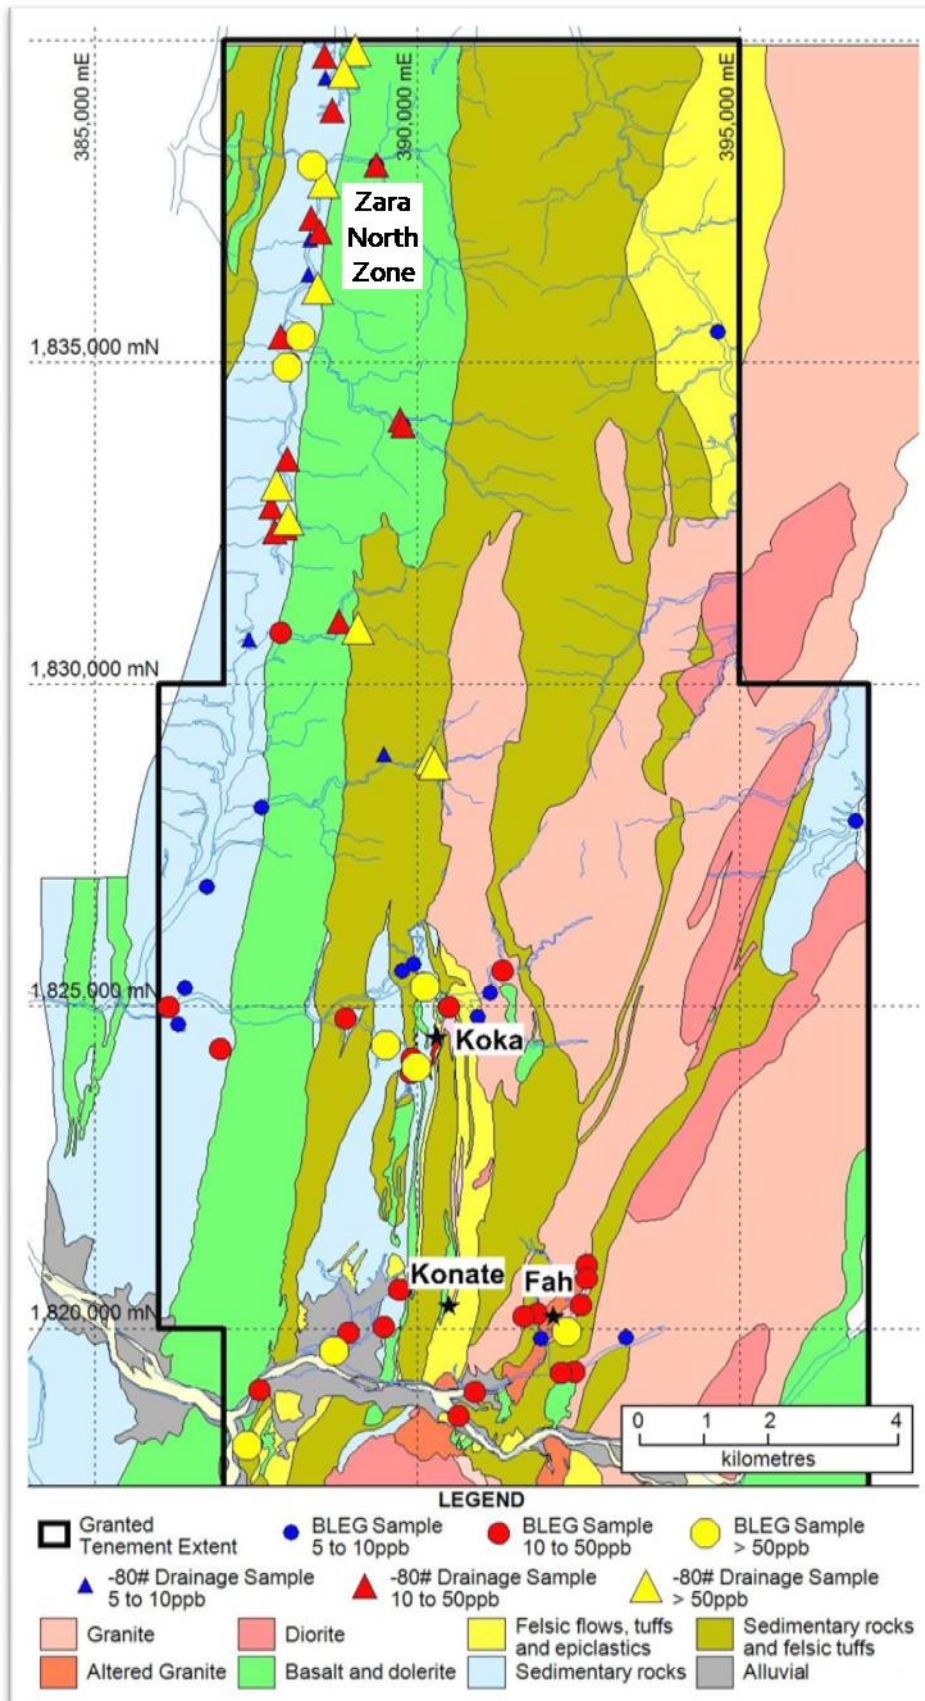 385,000 mE
390,000 mE
395,000 mE
Zara
North
Zone
1,835,000 mN
1,830,000 mN
1,825,000 mN
Koka
Konate
Fah
1,820,000 mN
0 1 2 4
kilometres
LEGEND
Granted
Tenement Extent
BLEG Sample
5 to 10ppb
BLEG Sample
10 to 50ppb
BLEG Sample
> 50ppb
-80# Drainage Sample
5 to 10ppb
-80# Drainage Sample
10 to 50ppb
-80# Drainage Sample
> 50ppb
Granite
Diorite
Felsic flows, tuffs
and epiclastics
Sedimentary rocks
and felsic tuffs
Altered Granite
Basalt and dolerite
Sedimentary rocks
Alluvial